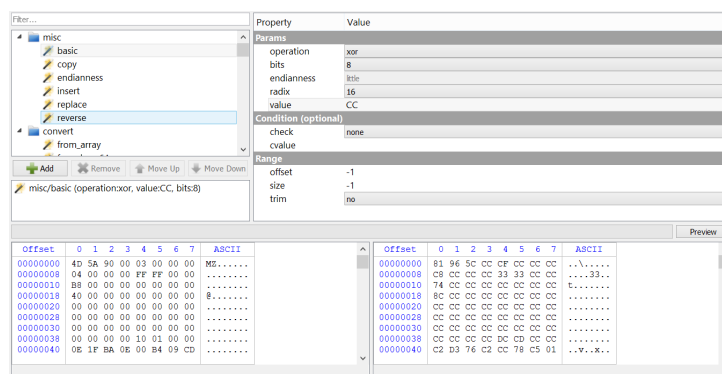 Filter...
misc
basic
copy
endianness
insert
replace
reverse
convert
from_array
Add Remove Move Up Move Down
misc/basic (operation:xor, value:CC, bits:8)
Property Value
Params
operation xor
bits 8
endianness little
radix 16
value CC
Condition (optional)
check none
cvalue
Range
offset -1
size -1
trim no
Preview
Offset 0 1 2 3 4 5 6 7 ASCII
00000000 4D 5A 90 00 03 00 00 00 MZ......
00000008 04 00 00 00 FF FF 00 00 ........
00000010 B8 00 00 00 00 00 00 00 ........
00000018 40 00 00 00 00 00 00 00 @.......
00000020 00 00 00 00 00 00 00 00 ........
00000028 00 00 00 00 00 00 00 00 ........
00000030 00 00 00 00 00 00 00 00 ........
00000038 00 00 00 00 10 01 00 00 ........
00000040 0E 1F BA 0E 00 B4 09 CD ........
Offset 0 1 2 3 4 5 6 7 ASCII
00000000 81 96 5C CC CF CC CC CC ..\.....
00000008 C8 CC CC CC 33 33 CC CC ....33..
00000010 74 CC CC CC CC CC CC CC t.......
00000018 8C CC CC CC CC CC CC CC ........
00000020 CC CC CC CC CC CC CC CC ........
00000028 CC CC CC CC CC CC CC CC ........
00000030 CC CC CC CC CC CC CC CC ........
00000038 CC CC CC CC DC CD CC CC ........
00000040 C2 D3 76 C2 CC 78 C5 01 ..v..x..